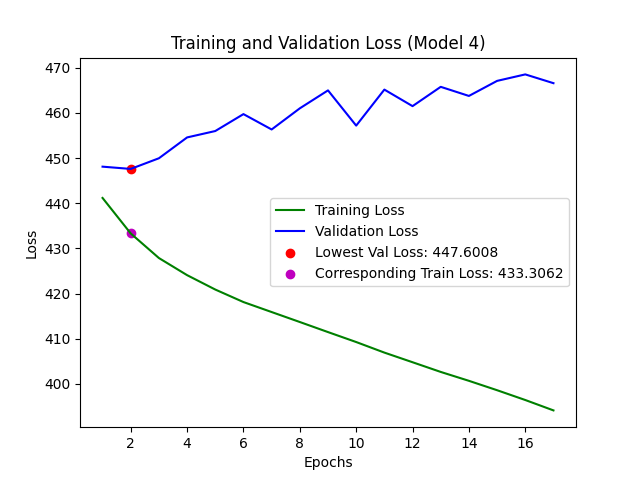 Training and Validation Loss (Model 4)
470
460
450
440
430
420
410
400
Loss
Training Loss
Validation Loss
Lowest Val Loss: 447.6008
Corresponding Train Loss: 433.3062
2 4 6 8 10 12 14 16
Epochs